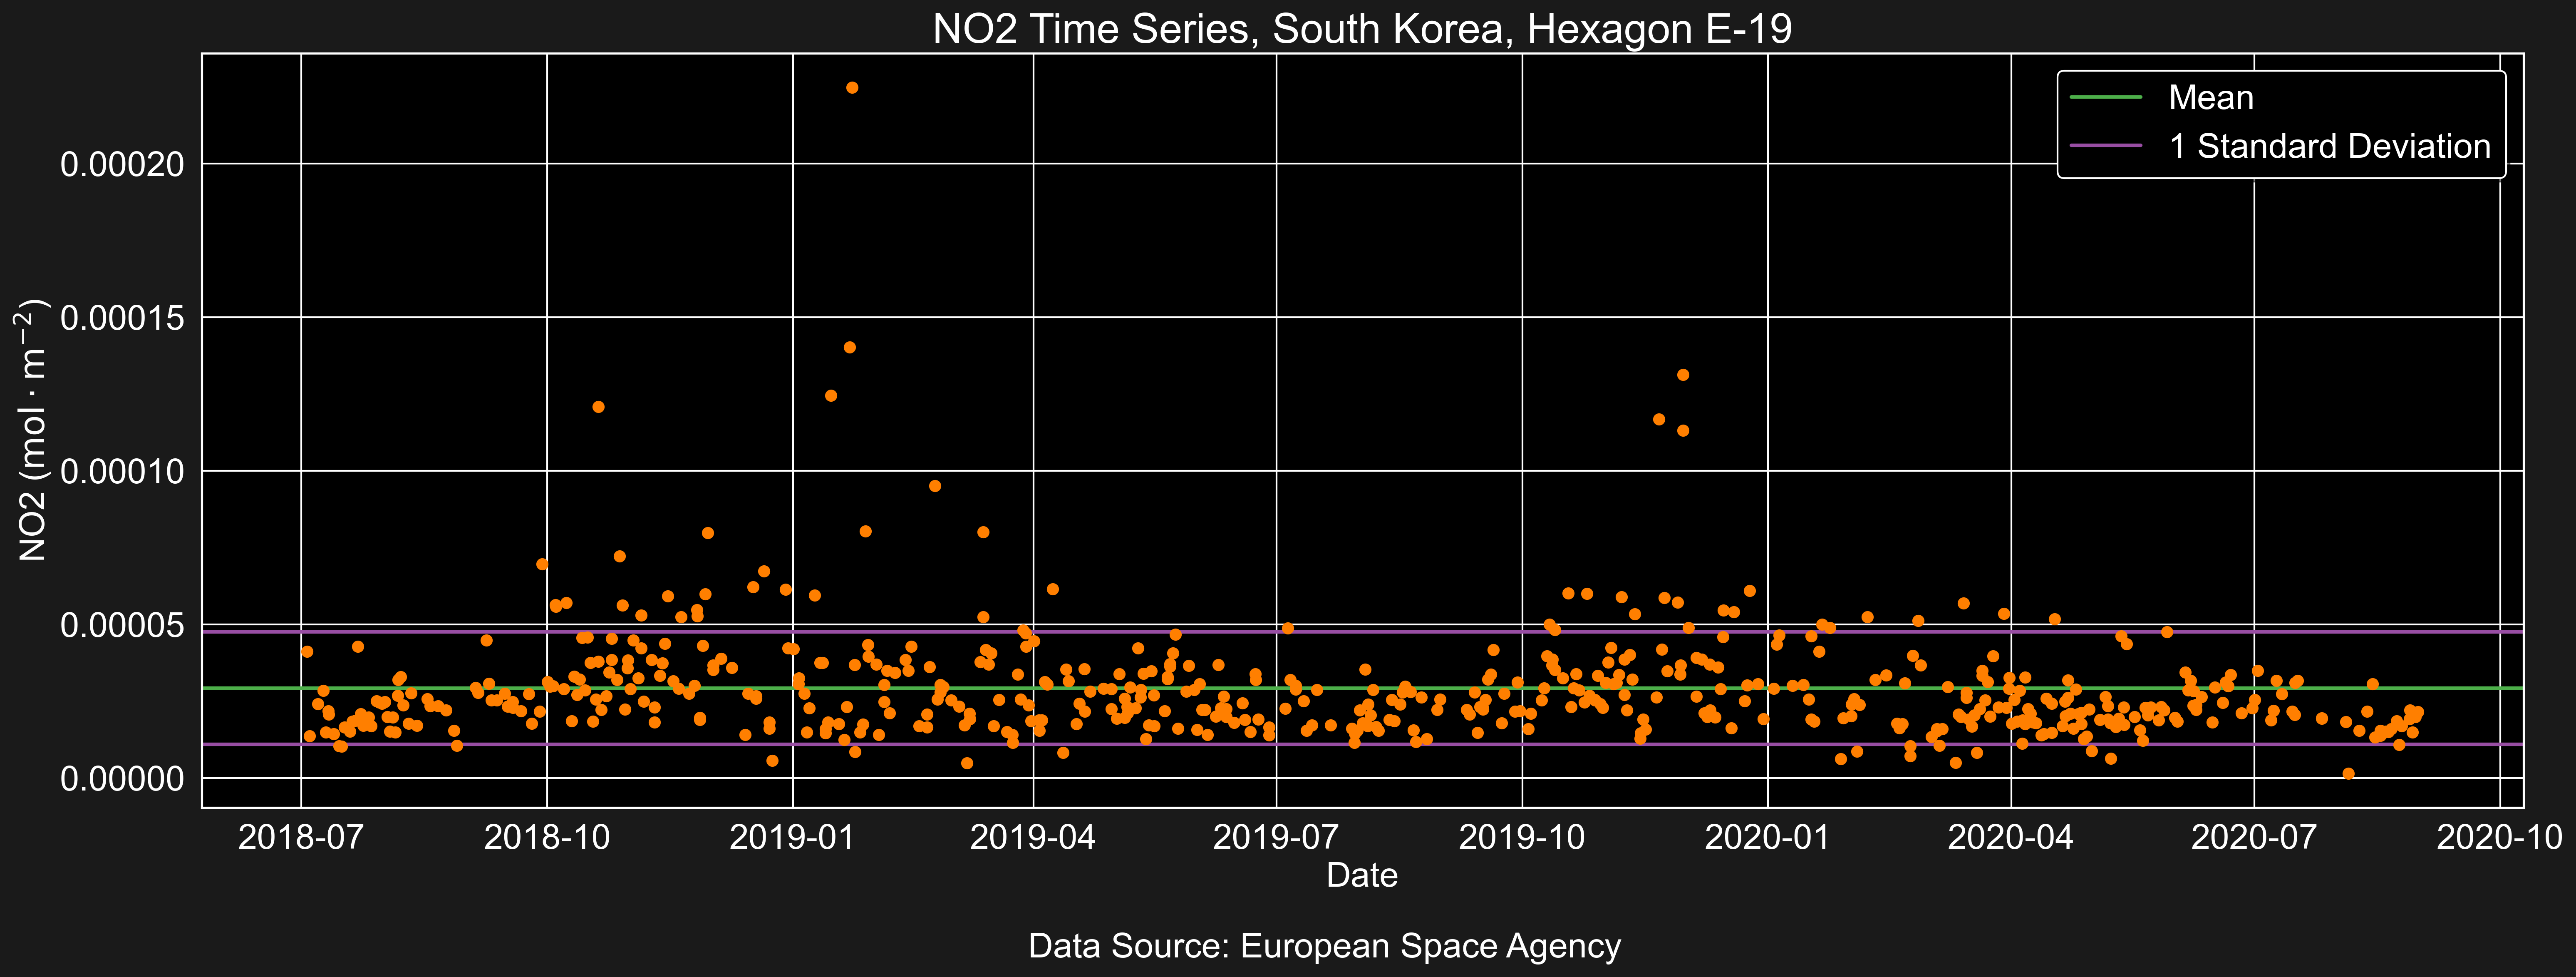 NO2 Time Series, South Korea, Hexagon E-19
Mean
1 Standard Deviation
NO2 (mol · m⁻²)
0.00020
0.00015
0.00010
0.00005
0.00000
2018-07 2018-10 2019-01 2019-04 2019-07 2019-10 2020-01 2020-04 2020-07 2020-10
Date
Data Source: European Space Agency